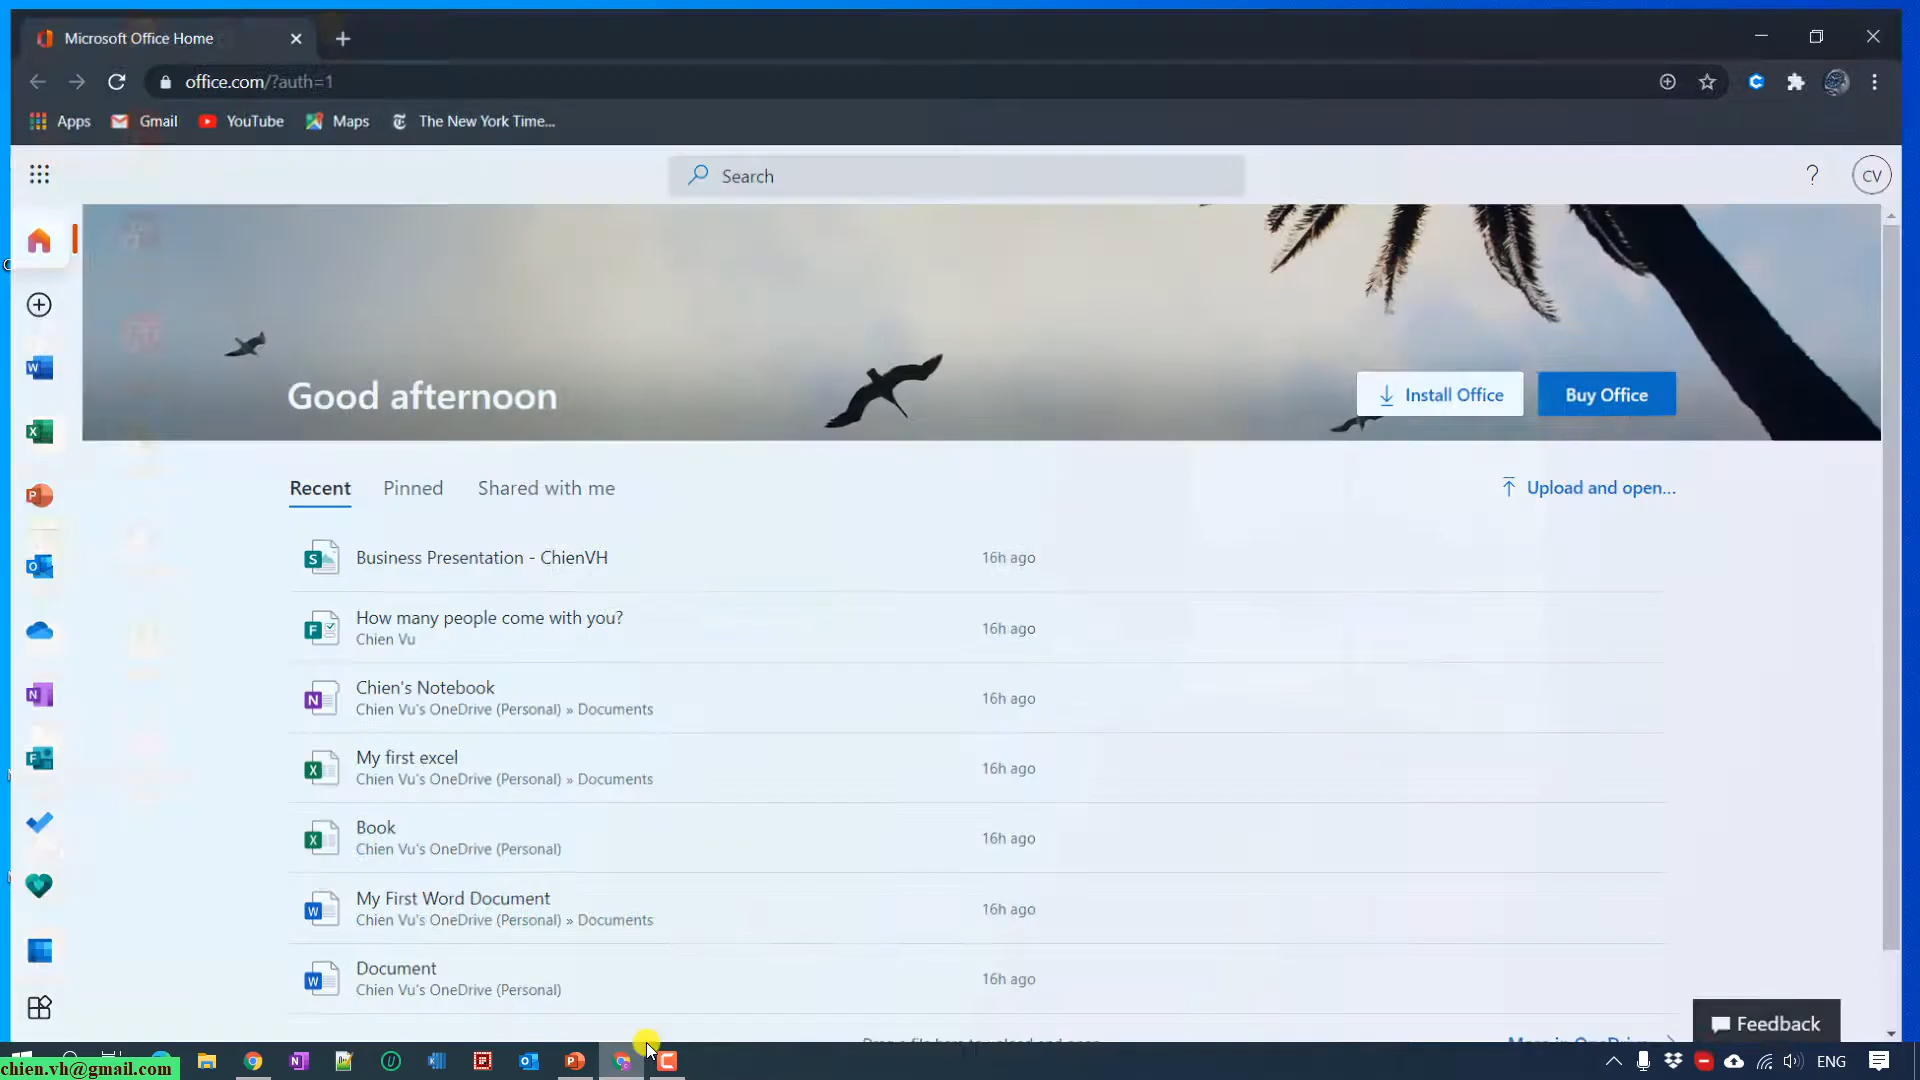 Microsoft Office Home
office.com/?auth=1
Apps
Gmail
YouTube
Maps
The New York Time...
Search
?
CV
Good afternoon
Install Office
Buy Office
Recent
Pinned
Shared with me
Upload and open...
Business Presentation - ChienVH
16h ago
How many people come with you?
Chien Vu
16h ago
Chien's Notebook
Chien Vu's OneDrive (Personal) » Documents
16h ago
My first excel
Chien Vu's OneDrive (Personal) » Documents
16h ago
Book
Chien Vu's OneDrive (Personal)
16h ago
My First Word Document
Chien Vu's OneDrive (Personal) » Documents
16h ago
Document
Chien Vu's OneDrive (Personal)
16h ago
Feedback
chien.vh@gmail.com
ENG